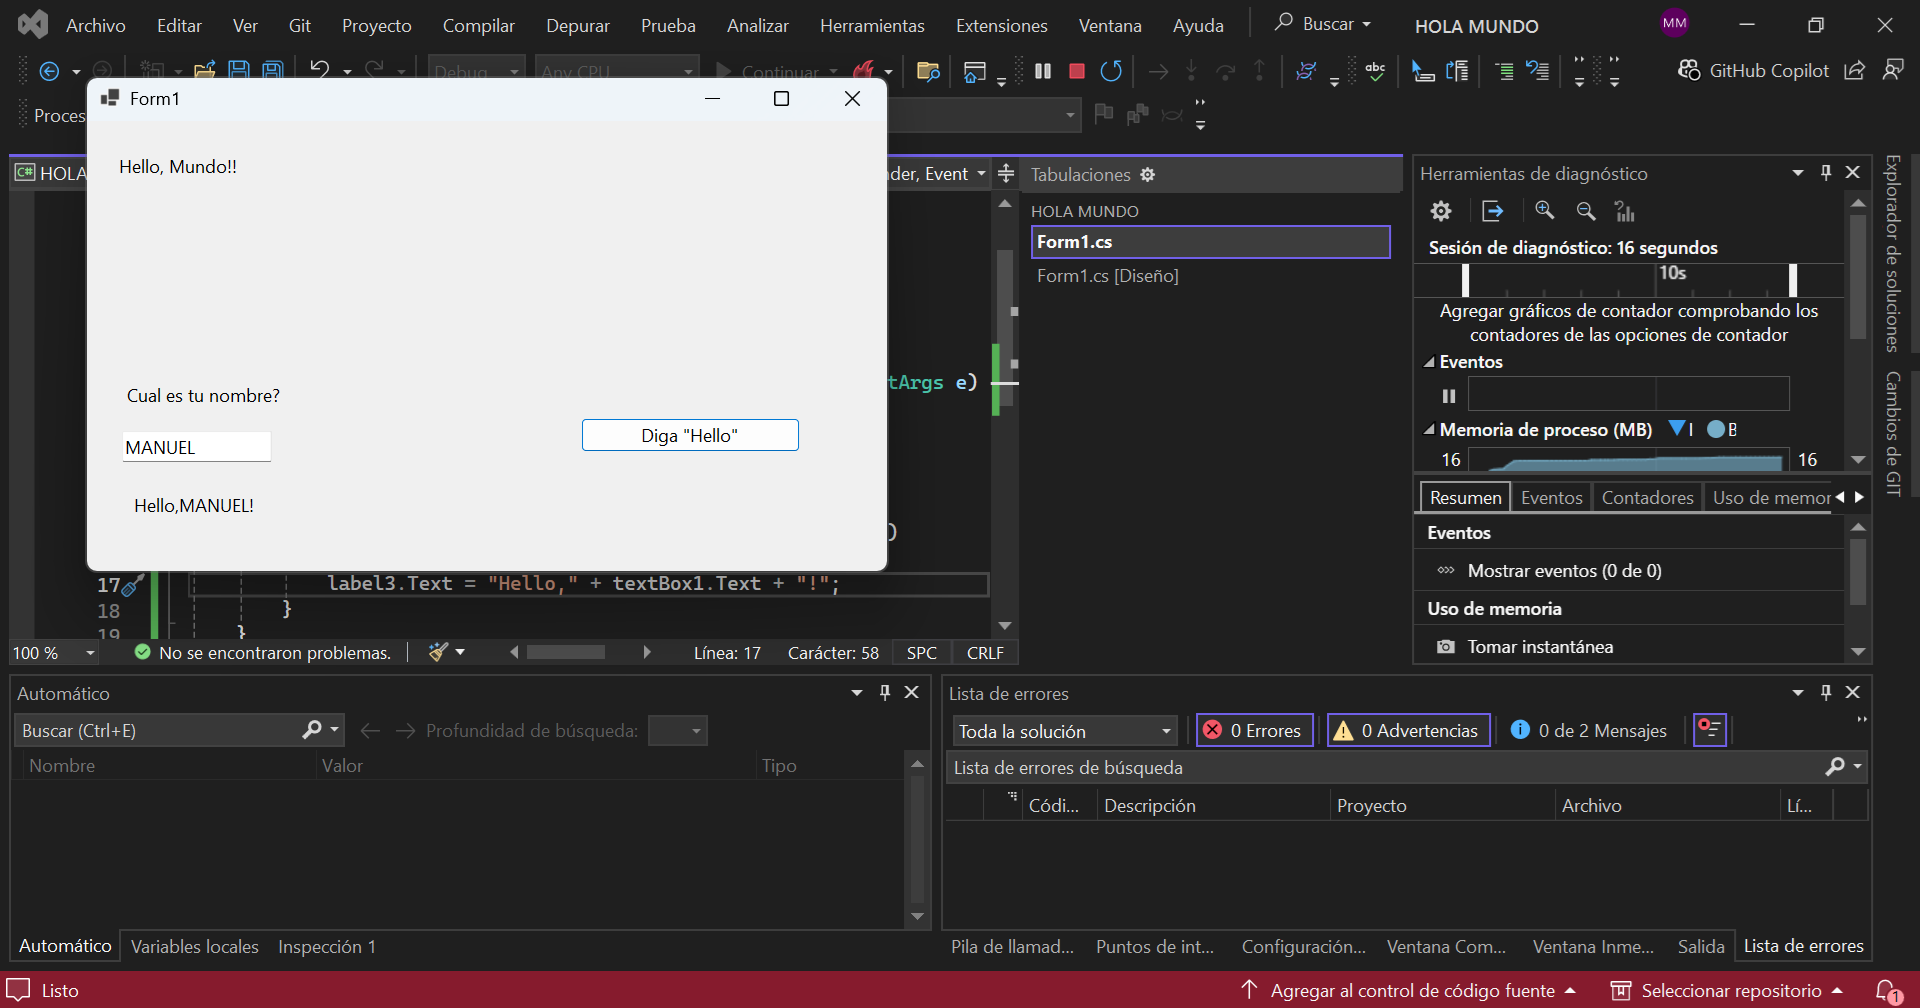 Archivo Editar Ver Git Proyecto Compilar Depurar Prueba Analizar Herramientas Extensiones Ventana Ayuda Buscar HOLA MUNDO MM
Debug Any CPU Continuar abc GitHub Copilot
Proces
Form1
Hello, Mundo!!
Cual es tu nombre?
MANUEL
Diga "Hello"
Hello,MANUEL!
C# HOLA
der, Event
tArgs e)
)
17 label3.Text = "Hello," + textBox1.Text + "!";
18 }
19 }
100 % No se encontraron problemas. Línea: 17 Carácter: 58 SPC CRLF
Tabulaciones
HOLA MUNDO
Form1.cs
Form1.cs [Diseño]
Herramientas de diagnóstico
Sesión de diagnóstico: 16 segundos
10s
Agregar gráficos de contador comprobando los
contadores de las opciones de contador
Eventos
Memoria de proceso (MB) I B
16 16
Resumen Eventos Contadores Uso de memor
Eventos
Mostrar eventos (0 de 0)
Uso de memoria
Tomar instantánea
Explorador de soluciones
Cambios de GIT
Automático
Buscar (Ctrl+E) Profundidad de búsqueda:
Nombre Valor Tipo
Automático Variables locales Inspección 1
Lista de errores
Toda la solución 0 Errores 0 Advertencias 0 de 2 Mensajes
Lista de errores de búsqueda
Códi... Descripción Proyecto Archivo Lí...
Pila de llamad... Puntos de int... Configuración... Ventana Com... Ventana Inme... Salida Lista de errores
Listo Agregar al control de código fuente Seleccionar repositorio 1